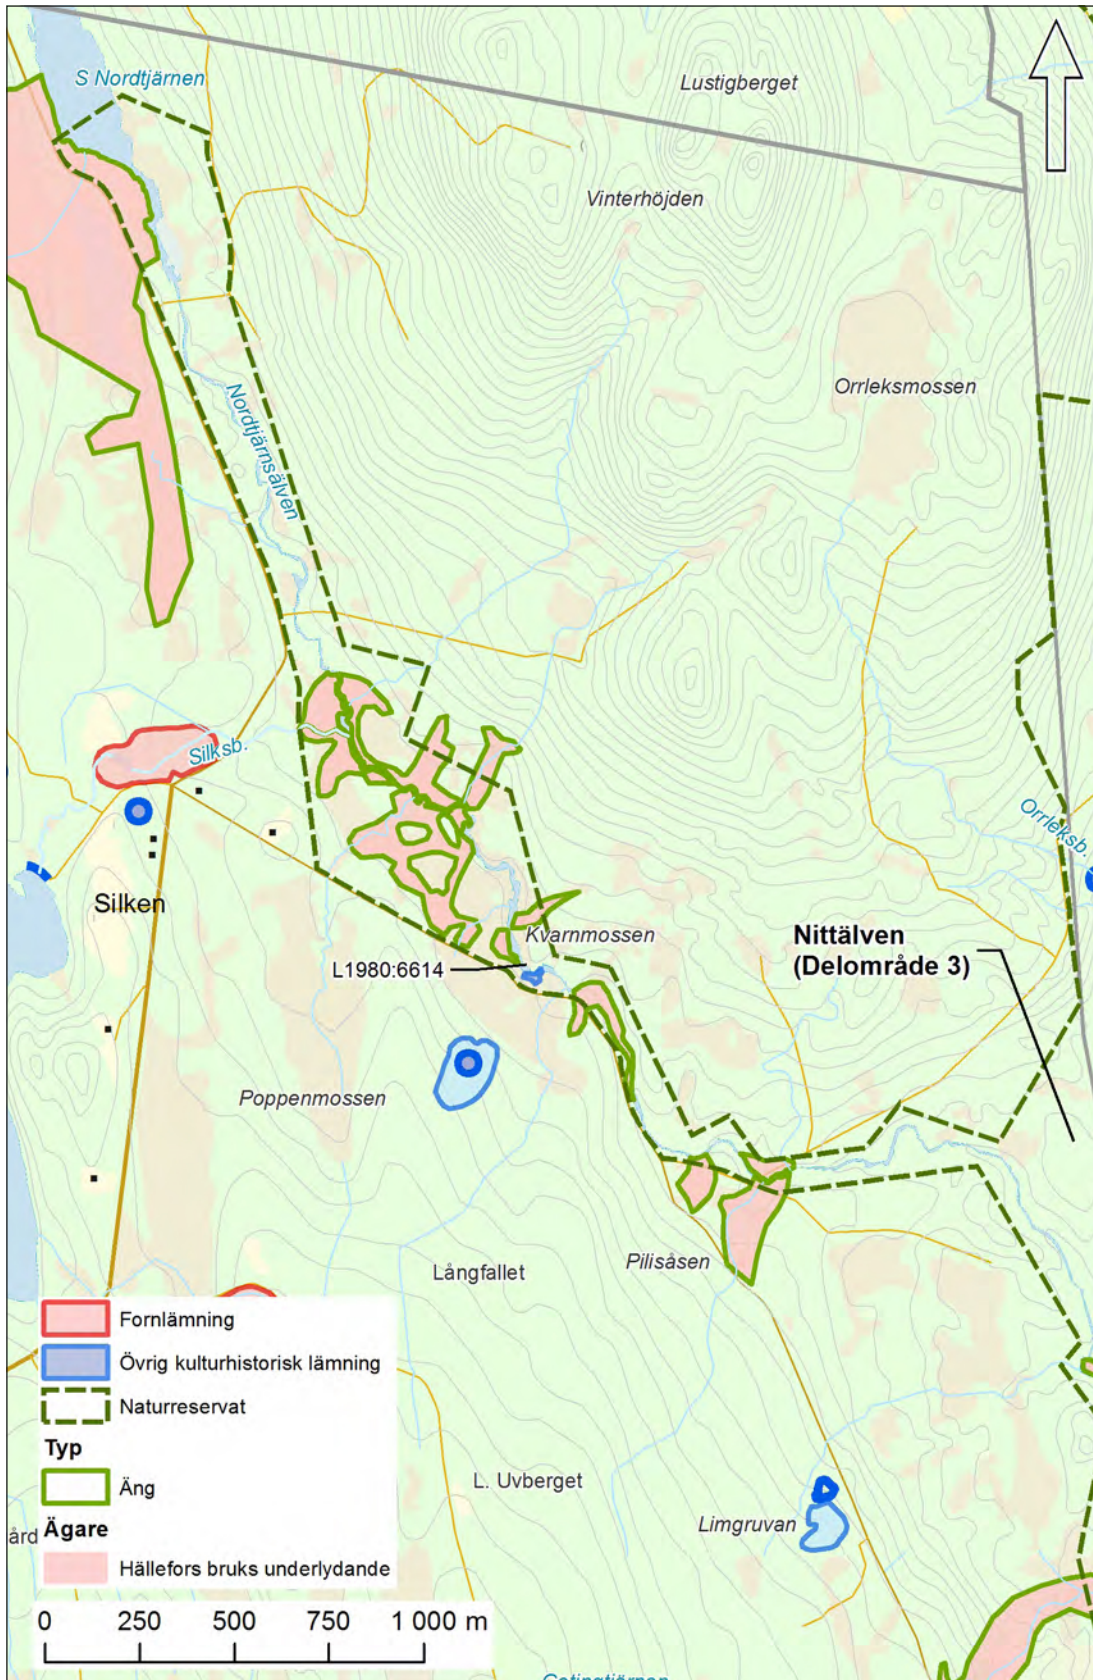 S Nordtjärnen
Lustigberget
Vinterhöjden
Orrleksmossen
Nordtjärnsälven
Silksb.
Orrleksb.
Silken
Kvarnmossen
Nittälven
(Delområde 3)
L1980:6614
Poppenmossen
Pilisåsen
Långfallet
Fornlämning
Övrig kulturhistorisk lämning
Naturreservat
Typ
Äng
L. Uvberget
Limgruvan
Ägare
ård
Hällefors bruks underlydande
0 250 500 750 1 000 m